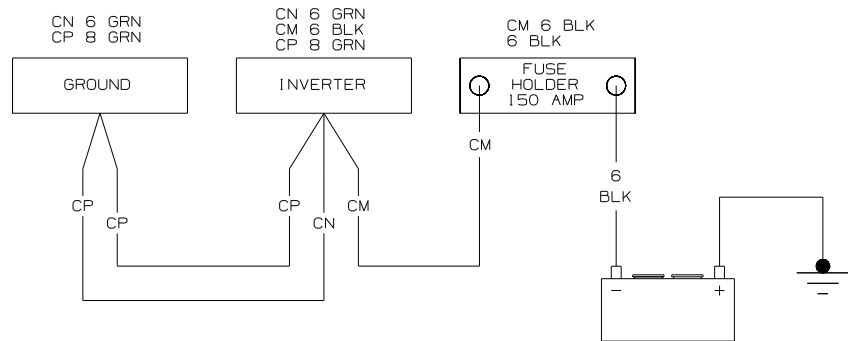 CN 6 GRN
CP 8 GRN
CN 6 GRN
CM 6 BLK
CP 8 GRN
CM 6 BLK
6 BLK
GROUND
INVERTER
FUSE
HOLDER
150 AMP
CM
6
BLK
CP
CP
CP
CN
CM
- +